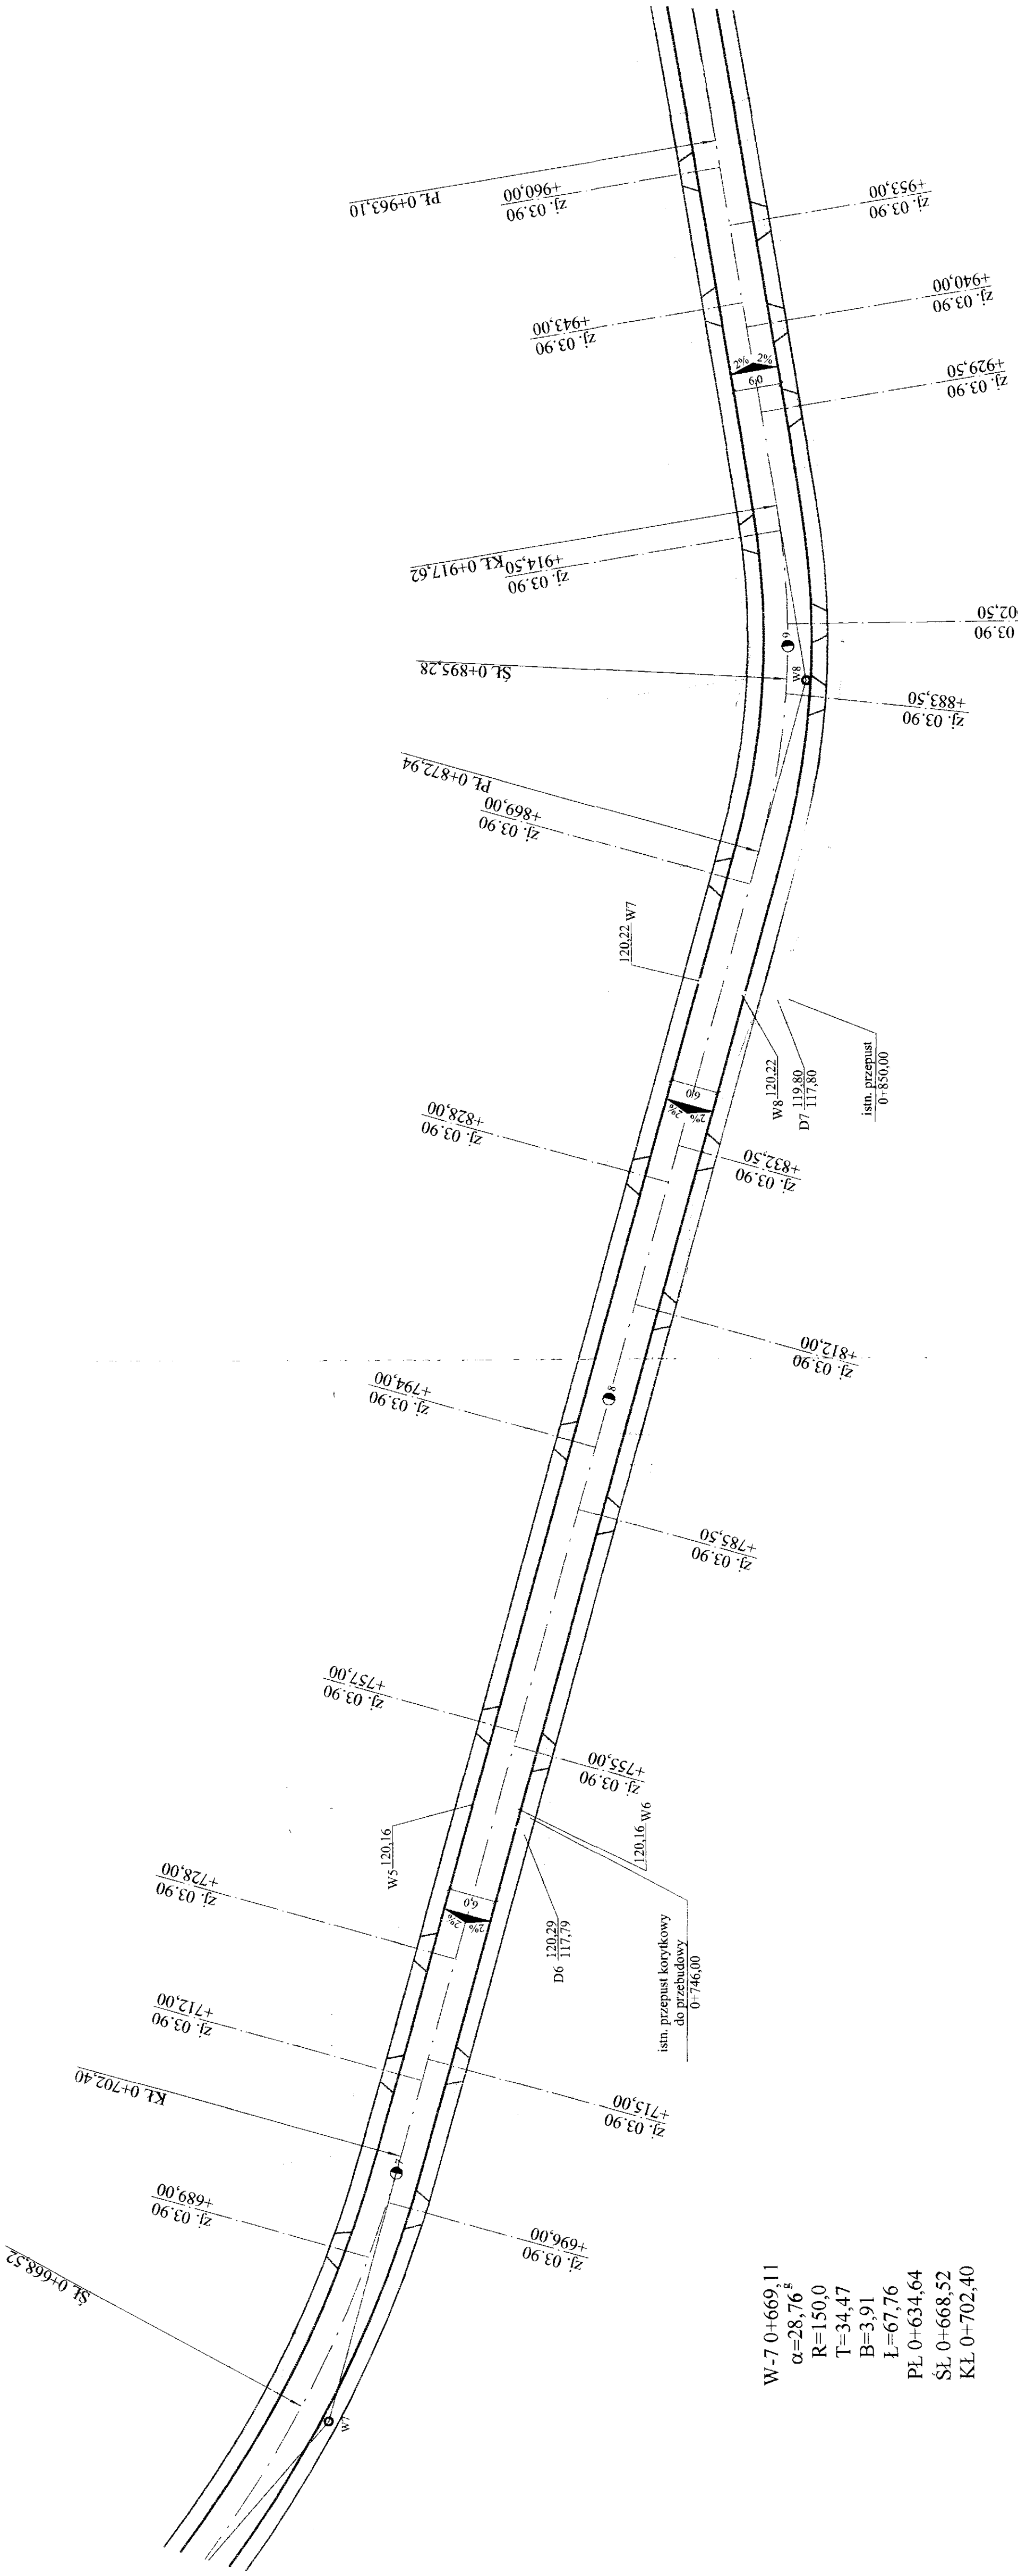 PŁ 0+963,10
zj. 03.90
+960,00
zj. 03.90
+953,00
zj. 03.90
+943,00
zj. 03.90
+940,00
2% 2%
6,0
zj. 03.90
+929,50
KŁ 0+917,62
zj. 03.90
+914,50
03.90
02,50
9
ŚŁ 0+895,28
W8
zj. 03.90
+883,50
PŁ 0+872,94
zj. 03.90
+869,00
120,22 W7
W8 120,22
D7 119,80
117,80
istn. przepust
0+850,00
6,0
2% 2%
zj. 03.90
+828,00
zj. 03.90
+832,50
zj. 03.90
+812,00
8
zj. 03.90
+794,00
zj. 03.90
+785,50
zj. 03.90
+757,00
zj. 03.90
+755,00
W5 120,16
120,16 W6
D6 120,29
117,79
istn. przepust korytkowy
do przebudowy
0+746,00
6,0
2% 2%
zj. 03.90
+728,00
zj. 03.90
+712,00
zj. 03.90
+715,00
KŁ 0+702,40
7
zj. 03.90
+689,00
zj. 03.90
+696,00
ŚŁ 0+668,52
W7
W-7 0+669,11
α=28,76g
R=150,0
T=34,47
B=3,91
Ł=67,76
PŁ 0+634,64
ŚŁ 0+668,52
KŁ 0+702,40